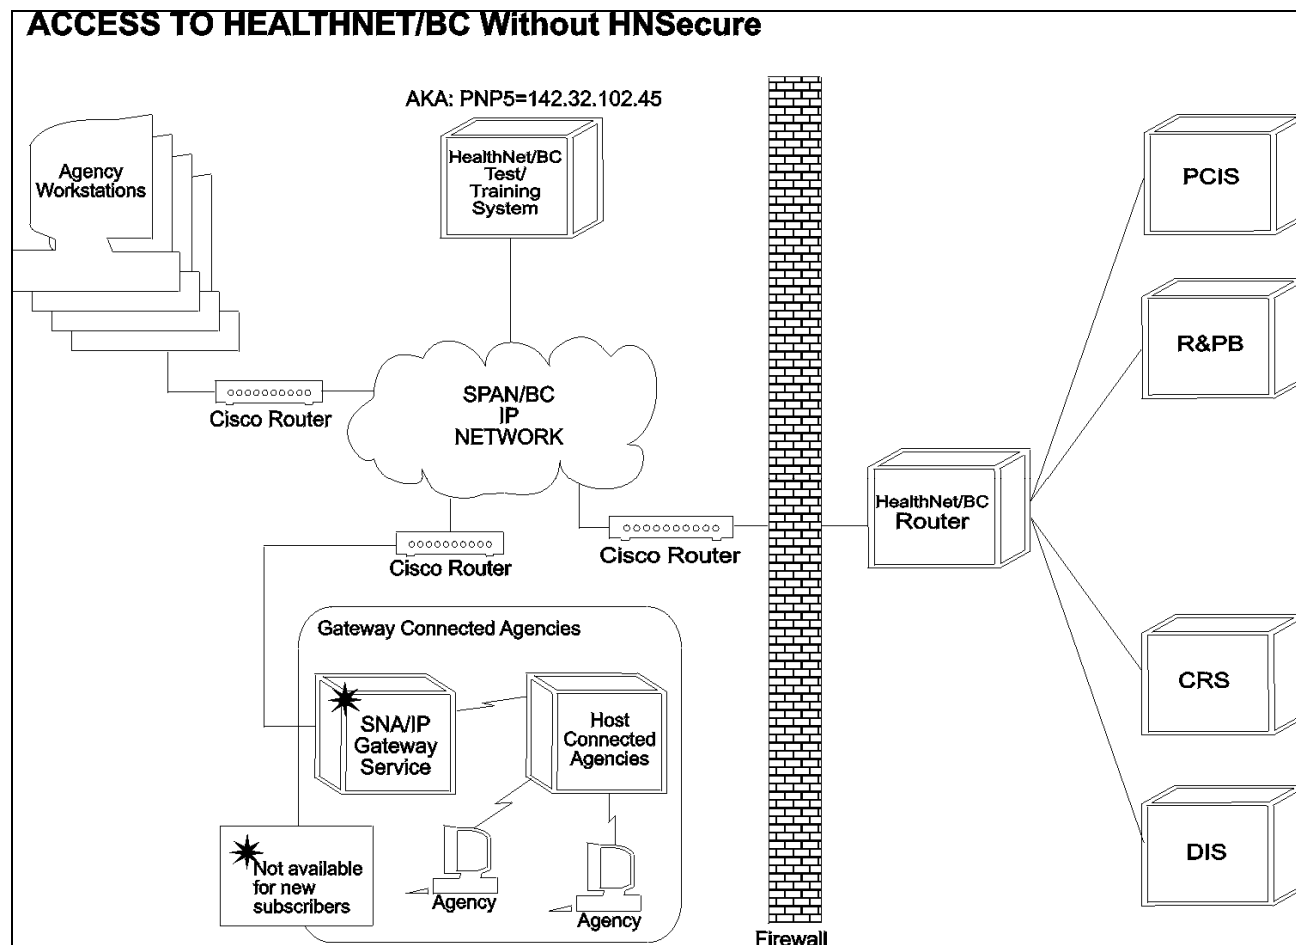 ACCESS TO HEALTHNET/BC Without HNSecure
AKA: PNP5=142.32.102.45
Agency
Workstations
HealthNet/BC
Test/
Training
System
PCIS
R&PB
Cisco Router
SPAN/BC
IP
NETWORK
HealthNet/BC
Router
Cisco Router
Cisco Router
Gateway Connected Agencies
SNA/IP
Gateway
Service
Host
Connected
Agencies
CRS
DIS
Not available
for new
subscribers
Agency
Agency
Firewall